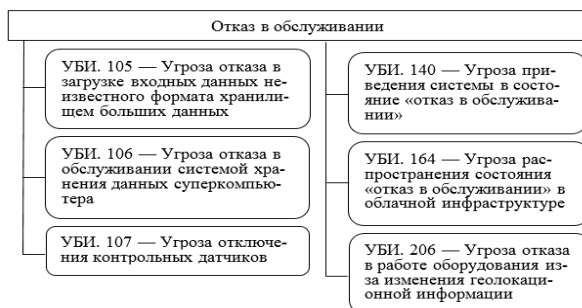 Отказ в обслуживании
УБИ. 105 — Угроза отказа в
загрузке входных данных не-
известного формата хранили-
щем больших данных
УБИ. 106 — Угроза отказа в
обслуживании системой хра-
нения данных суперкомпью-
тера
УБИ. 107 — Угроза отключе-
ния контрольных датчиков
УБИ. 140 — Угроза при-
ведения системы в состо-
яние «отказ в обслужива-
нии»
УБИ. 164 — Угроза рас-
пространения состояния
«отказ в обслуживании» в
облачной инфраструктуре
УБИ. 206 — Угроза отказа
в работе оборудования из-
за изменения геолокаци-
онной информации